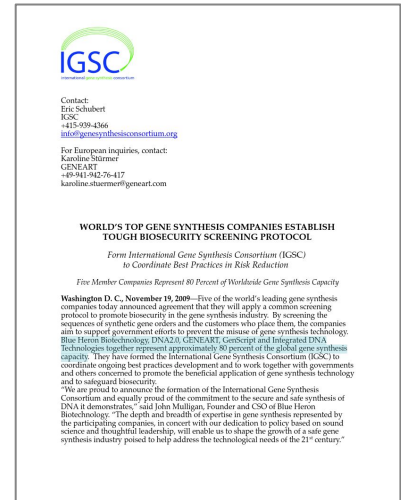 IGSC
international gene synthesis consortium
Contact:
Eric Schubert
IGSC
+415-939-4366
info@genesynthesisconsortium.org
For European inquiries, contact:
Karoline Stürmer
GENEART
+49-941-942-76-417
karoline.stuermer@geneart.com
WORLD'S TOP GENE SYNTHESIS COMPANIES ESTABLISH
TOUGH BIOSECURITY SCREENING PROTOCOL
Form International Gene Synthesis Consortium (IGSC)
to Coordinate Best Practices in Risk Reduction
Five Member Companies Represent 80 Percent of Worldwide Gene Synthesis Capacity
Washington D. C., November 19, 2009—Five of the world's leading gene synthesis
companies today announced agreement that they will apply a common screening
protocol to promote biosecurity in the gene synthesis industry. By screening the
sequences of synthetic gene orders and the customers who place them, the companies
aim to support government efforts to prevent the misuse of gene synthesis technology.
Blue Heron Biotechnology, DNA2.0, GENEART, GenScript and Integrated DNA
Technologies together represent approximately 80 percent of the global gene synthesis
capacity. They have formed the International Gene Synthesis Consortium (IGSC) to
coordinate ongoing best practices development and to work together with governments
and others concerned to promote the beneficial application of gene synthesis technology
and to safeguard biosecurity.
"We are proud to announce the formation of the International Gene Synthesis
Consortium and equally proud of the commitment to the secure and safe synthesis of
DNA it demonstrates," said John Mulligan, Founder and CSO of Blue Heron
Biotechnology. "The depth and breadth of expertise in gene synthesis represented by
the participating companies, in concert with our dedication to policy based on sound
science and thoughtful leadership, will enable us to shape the growth of a safe gene
synthesis industry poised to help address the technological needs of the 21st century."